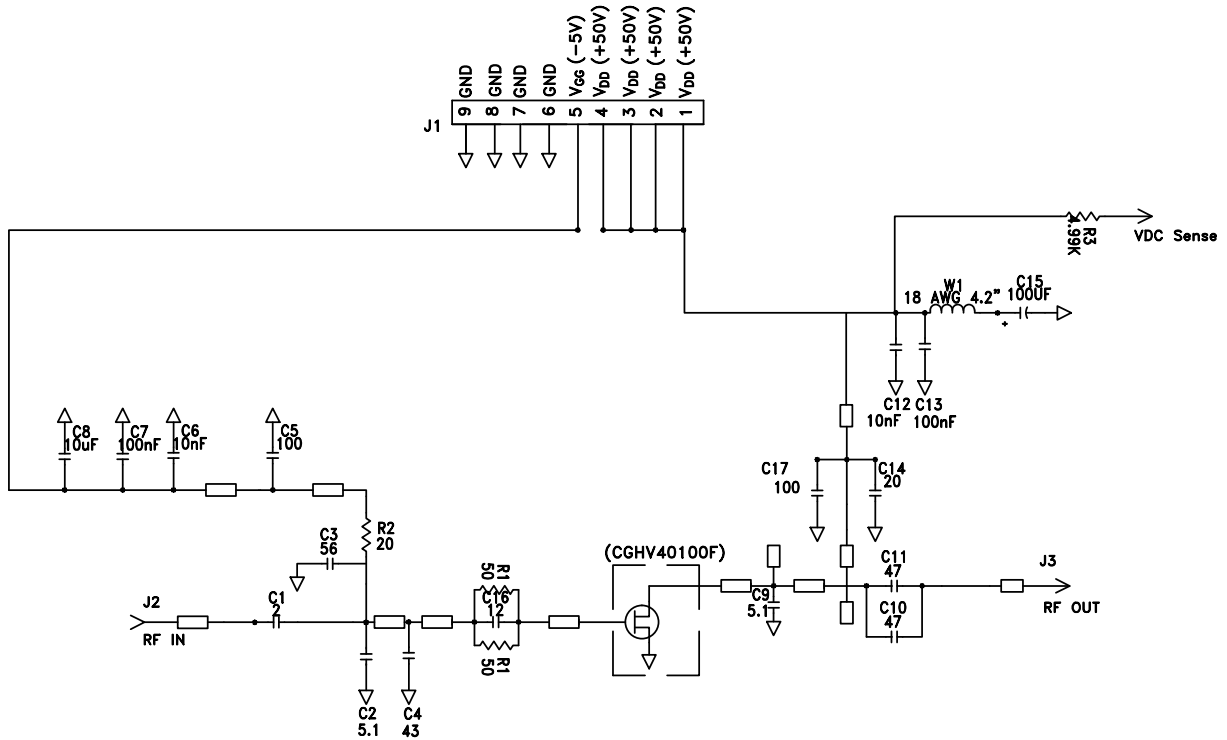 GND
GND
GND
GND
VGG (-5V)
VDD (+50V)
VDD (+50V)
VDD (+50V)
VDD (+50V)
9 8 7 6 5 4 3 2 1
J1
R3
4.99K
VDC Sense
W1
18 AWG 4.2"
C15
100UF
C12
10nF
C13
100nF
C8
10uF
C7
100nF
C6
10nF
C5
100
C17
100
C14
20
R2
20
C3
56
(CGHV40100F)
C11
47
J3
RF OUT
R1
50
C16
12
C9
5.1
C10
47
J2
RF IN
C1
2
R1
50
C2
5.1
C4
43